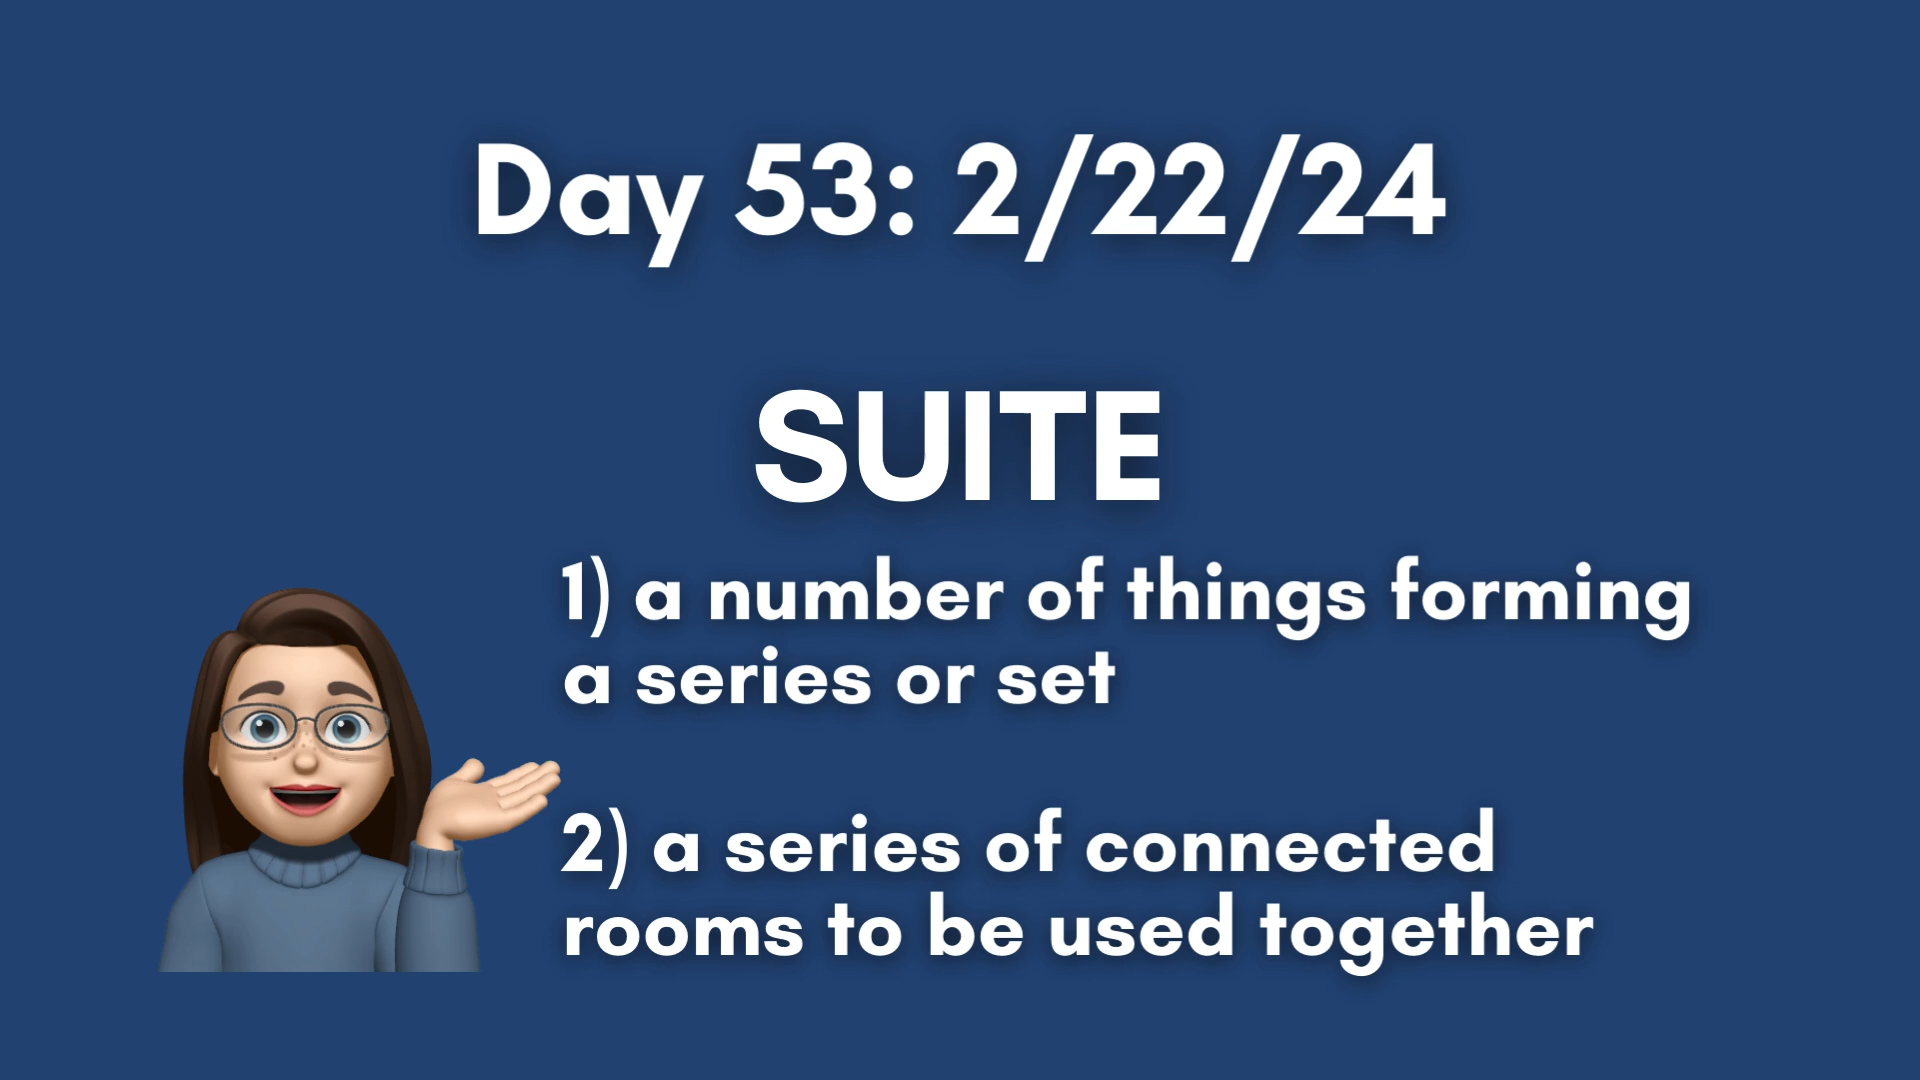 Day 53: 2/22/24
SUITE
1) a number of things forming
a series or set
2) a series of connected
rooms to be used together